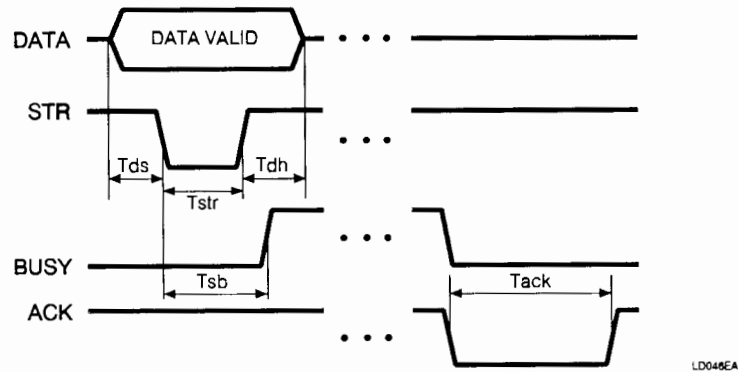 DATA
DATA VALID
STR
Tds
Tdh
Tstr
BUSY
Tsb
Tack
ACK
LD046EA